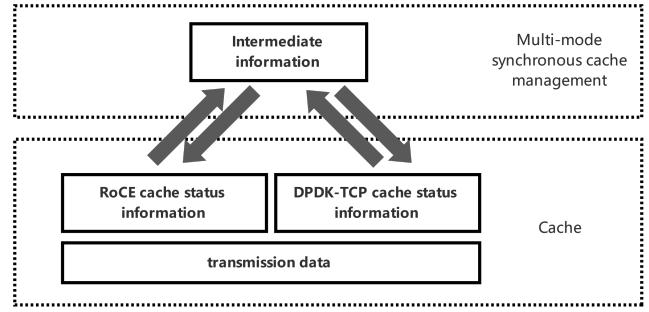 Intermediate
information
Multi-mode
synchronous cache
management
RoCE cache status
information
DPDK-TCP cache status
information
Cache
transmission data